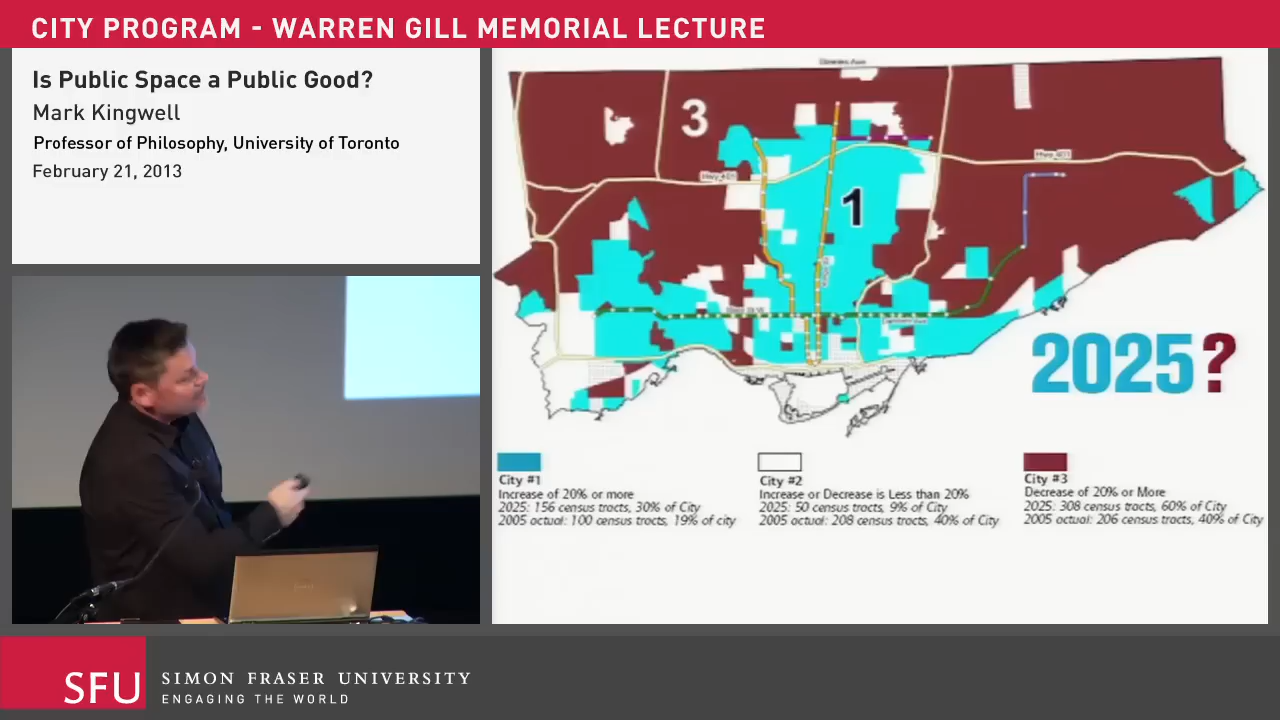 CITY PROGRAM - WARREN GILL MEMORIAL LECTURE
Is Public Space a Public Good?
Mark Kingwell
Professor of Philosophy, University of Toronto
February 21, 2013
3
Hwy 401
Hwy 401
1
2025?
City #1
Increase of 20% or more
2025: 156 census tracts, 30% of City
2005 actual: 100 census tracts, 19% of city
City #2
Increase or Decrease is Less than 20%
2025: 50 census tracts, 9% of City
2005 actual: 208 census tracts, 40% of City
City #3
Decrease of 20% or More
2025: 308 census tracts, 60% of City
2005 actual: 206 census tracts, 40% of City
SFU
SIMON FRASER UNIVERSITY
ENGAGING THE WORLD